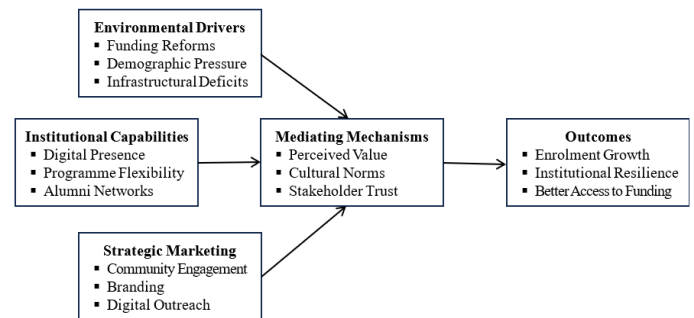 Environmental Drivers
▪ Funding Reforms
▪ Demographic Pressure
▪ Infrastructural Deficits
Institutional Capabilities
▪ Digital Presence
▪ Programme Flexibility
▪ Alumni Networks
Mediating Mechanisms
▪ Perceived Value
▪ Cultural Norms
▪ Stakeholder Trust
Outcomes
▪ Enrolment Growth
▪ Institutional Resilience
▪ Better Access to Funding
Strategic Marketing
▪ Community Engagement
▪ Branding
▪ Digital Outreach